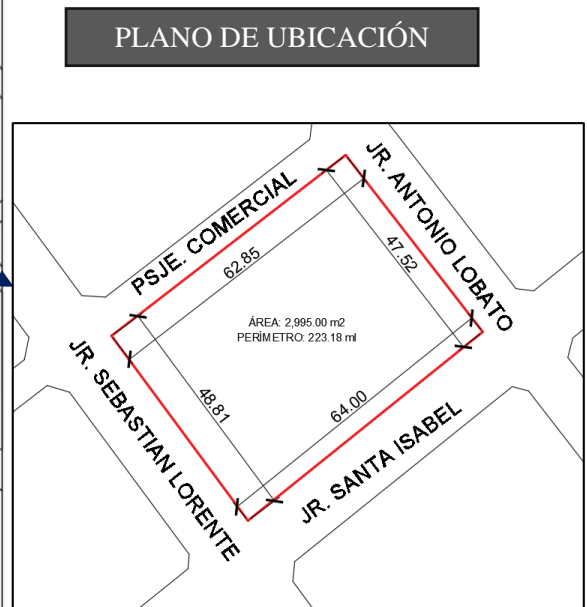 PLANO DE UBICACIÓN
JR. ANTONIO LOBATO
PSJE. COMERCIAL
62.85
47.52
ÁREA: 2,995.00 m2
PERÍMETRO: 223.18 ml
JR. SEBASTIAN LORENTE
48.81
64.00
JR. SANTA ISABEL